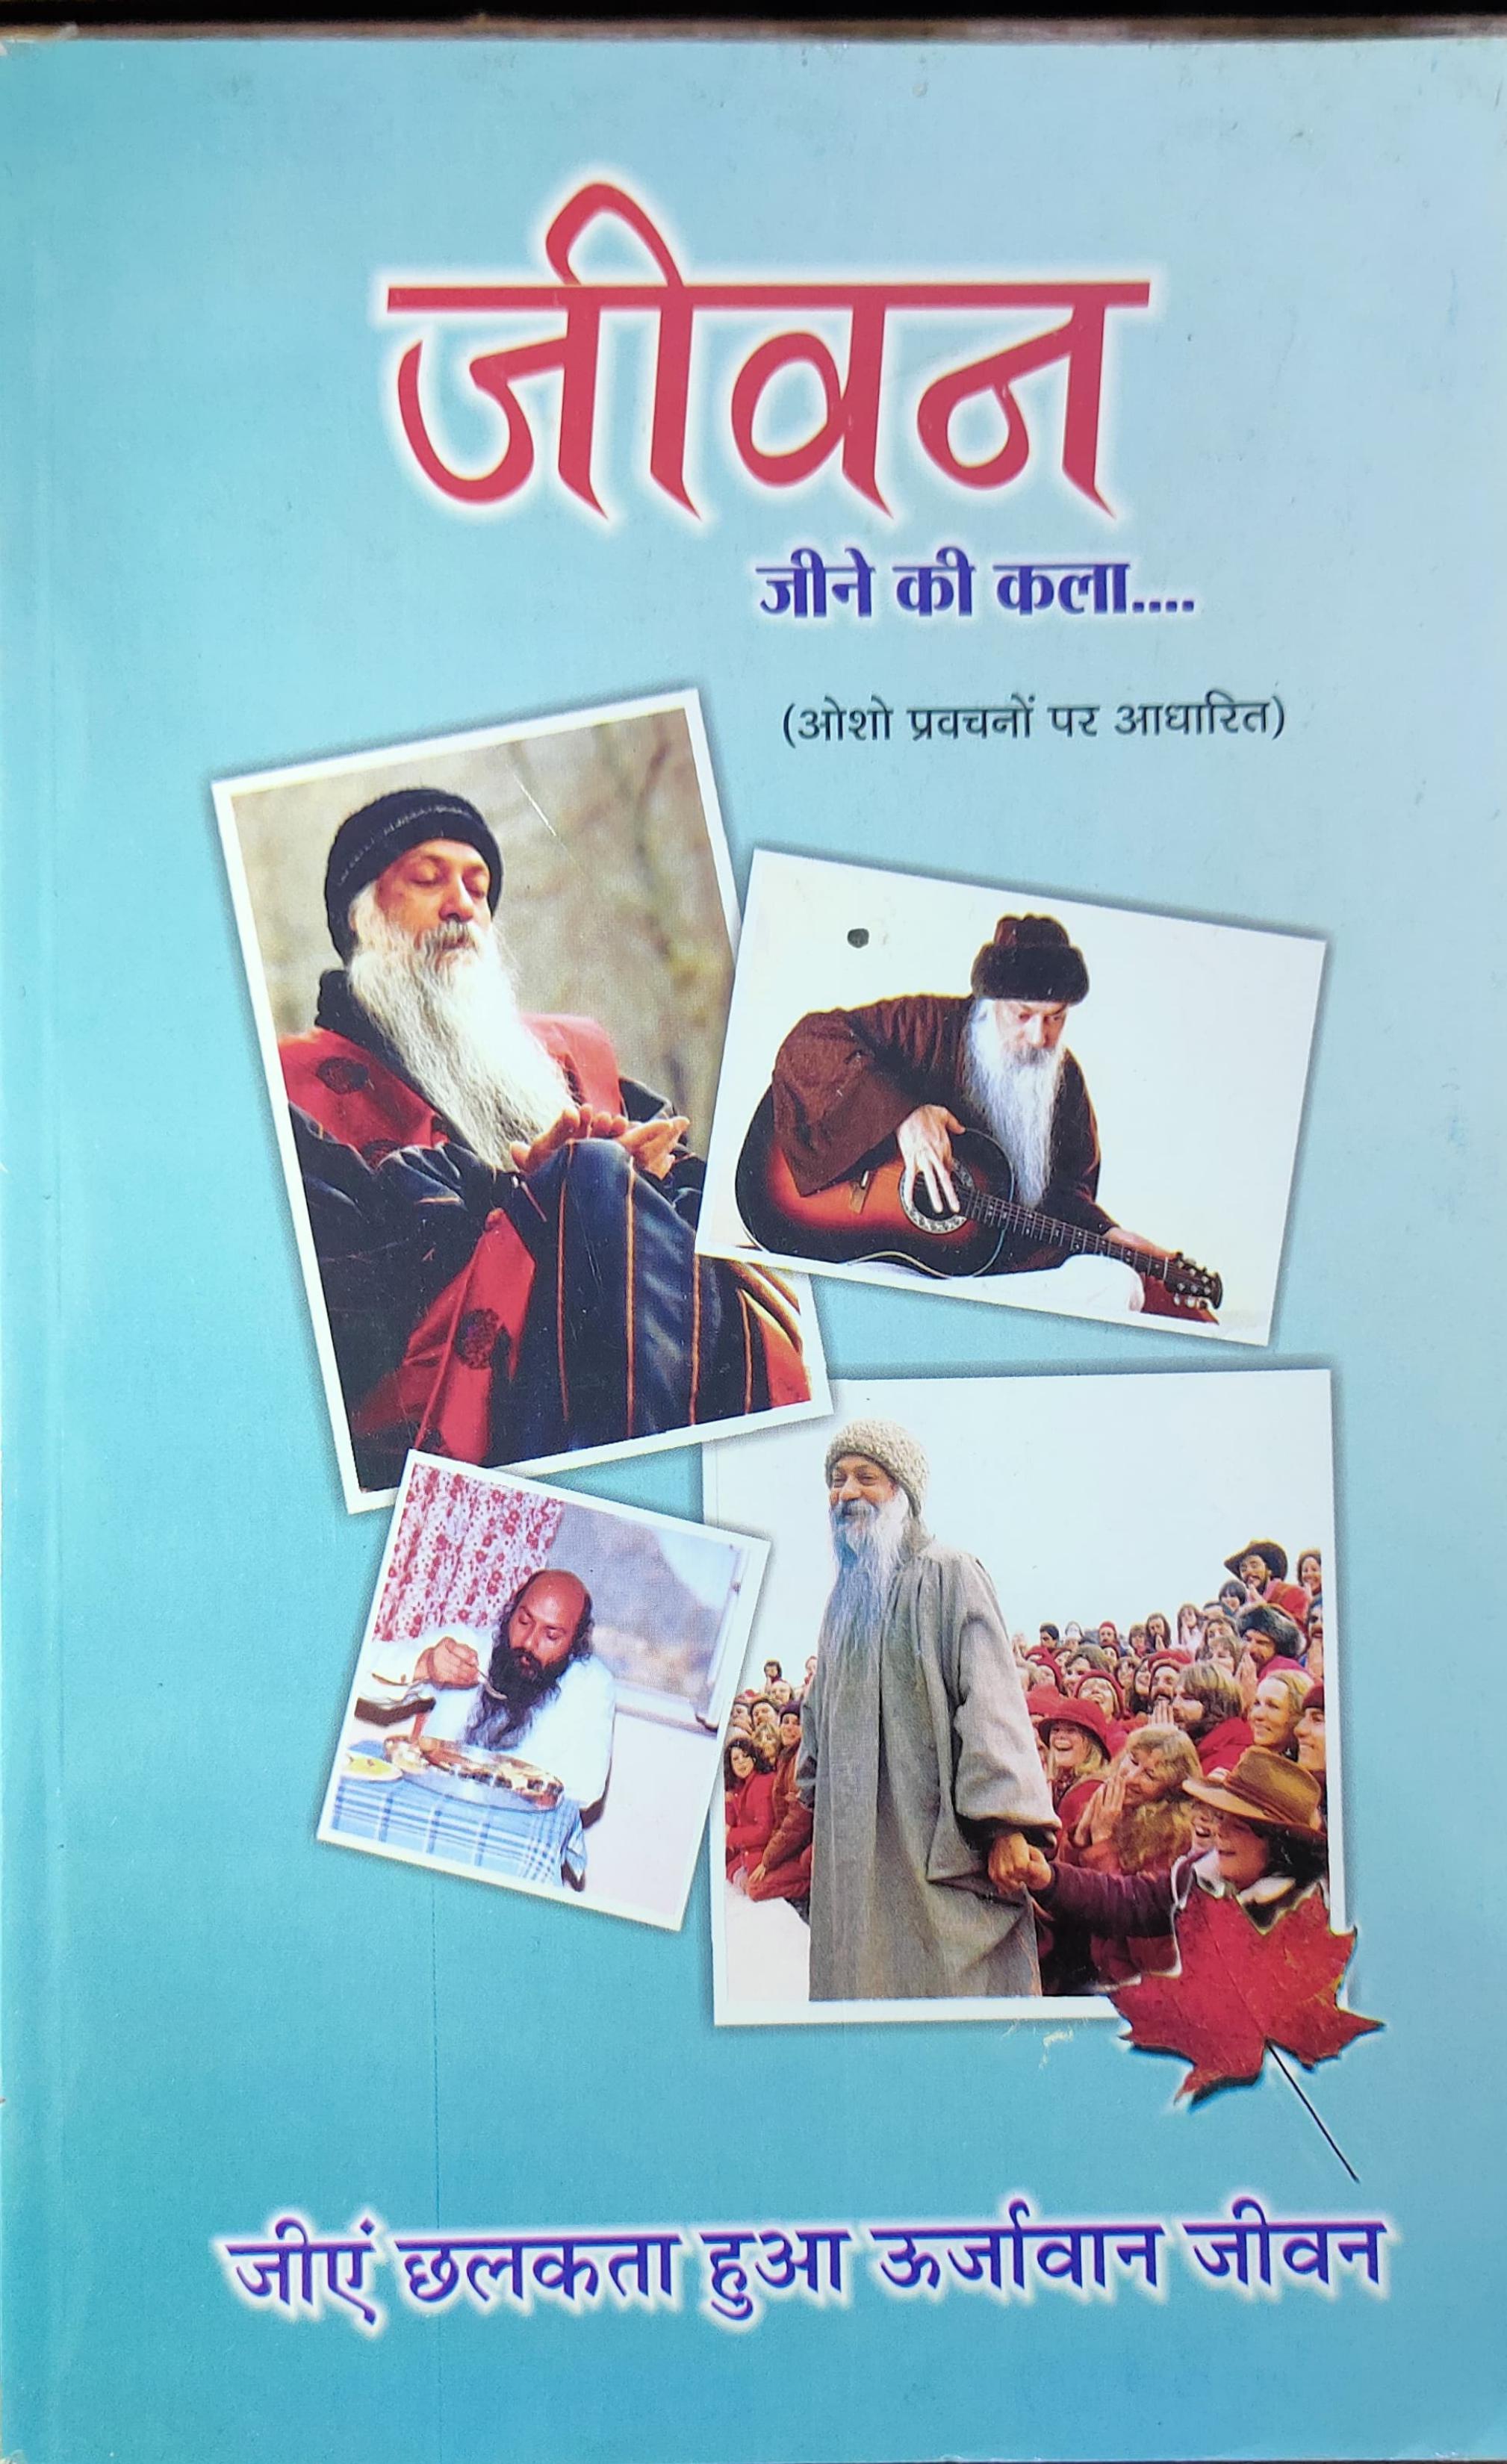 जीवन
जीने की कला....
(ओशो प्रवचनों पर आधारित)
जीएं छलकता हुआ ऊर्जावान जीवन